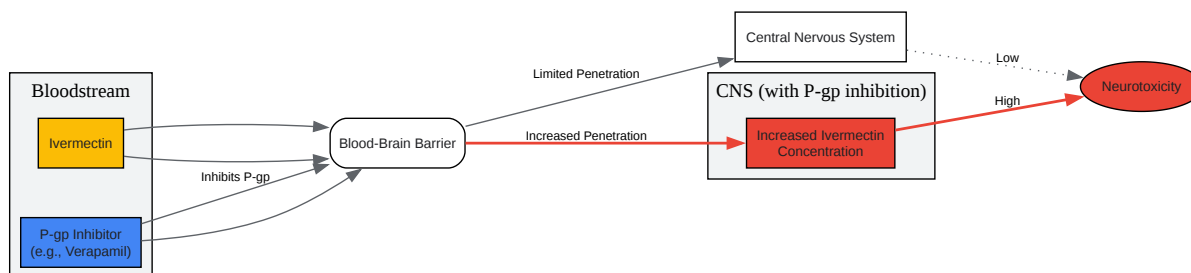 Bloodstream
Ivermectin
P-gp Inhibitor
(e.g., Verapamil)
Inhibits P-gp
Blood-Brain Barrier
Limited Penetration
Increased Penetration
Central Nervous System
CNS (with P-gp inhibition)
Increased Ivermectin
Concentration
Low
High
Neurotoxicity